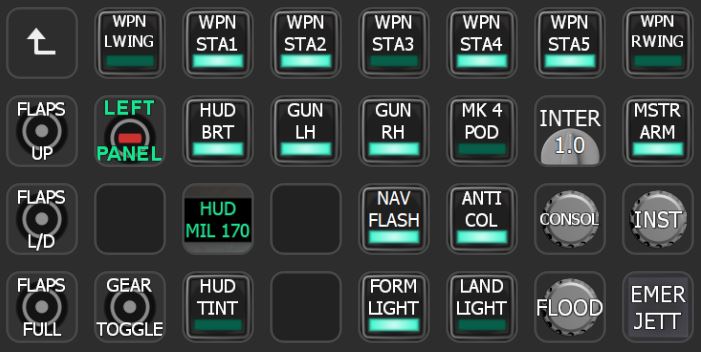 WPN
LWING
WPN
STA1
WPN
STA2
WPN
STA3
WPN
STA4
WPN
STA5
WPN
RWING
FLAPS
UP
LEFT
PANEL
HUD
BRT
GUN
LH
GUN
RH
MK 4
POD
INTER
1.0
MSTR
ARM
FLAPS
L/D
HUD
MIL 170
NAV
FLASH
ANTI
COL
CONSOL
INST
FLAPS
FULL
GEAR
TOGGLE
HUD
TINT
FORM
LIGHT
LAND
LIGHT
FLOOD
EMER
JETT